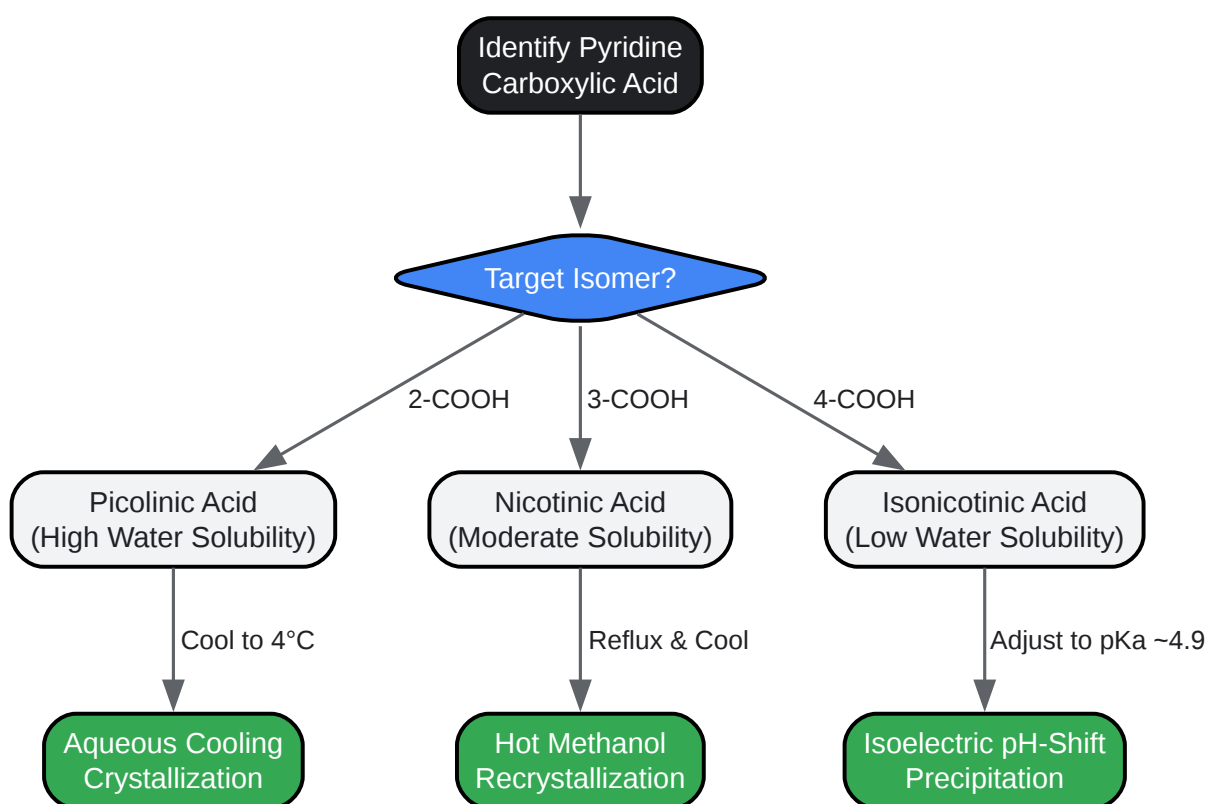 Identify Pyridine
Carboxylic Acid
Target Isomer?
2-COOH
3-COOH
4-COOH
Picolinic Acid
(High Water Solubility)
Nicotinic Acid
(Moderate Solubility)
Isonicotinic Acid
(Low Water Solubility)
Cool to 4°C
Reflux & Cool
Adjust to pKa ~4.9
Aqueous Cooling
Crystallization
Hot Methanol
Recrystallization
Isoelectric pH-Shift
Precipitation